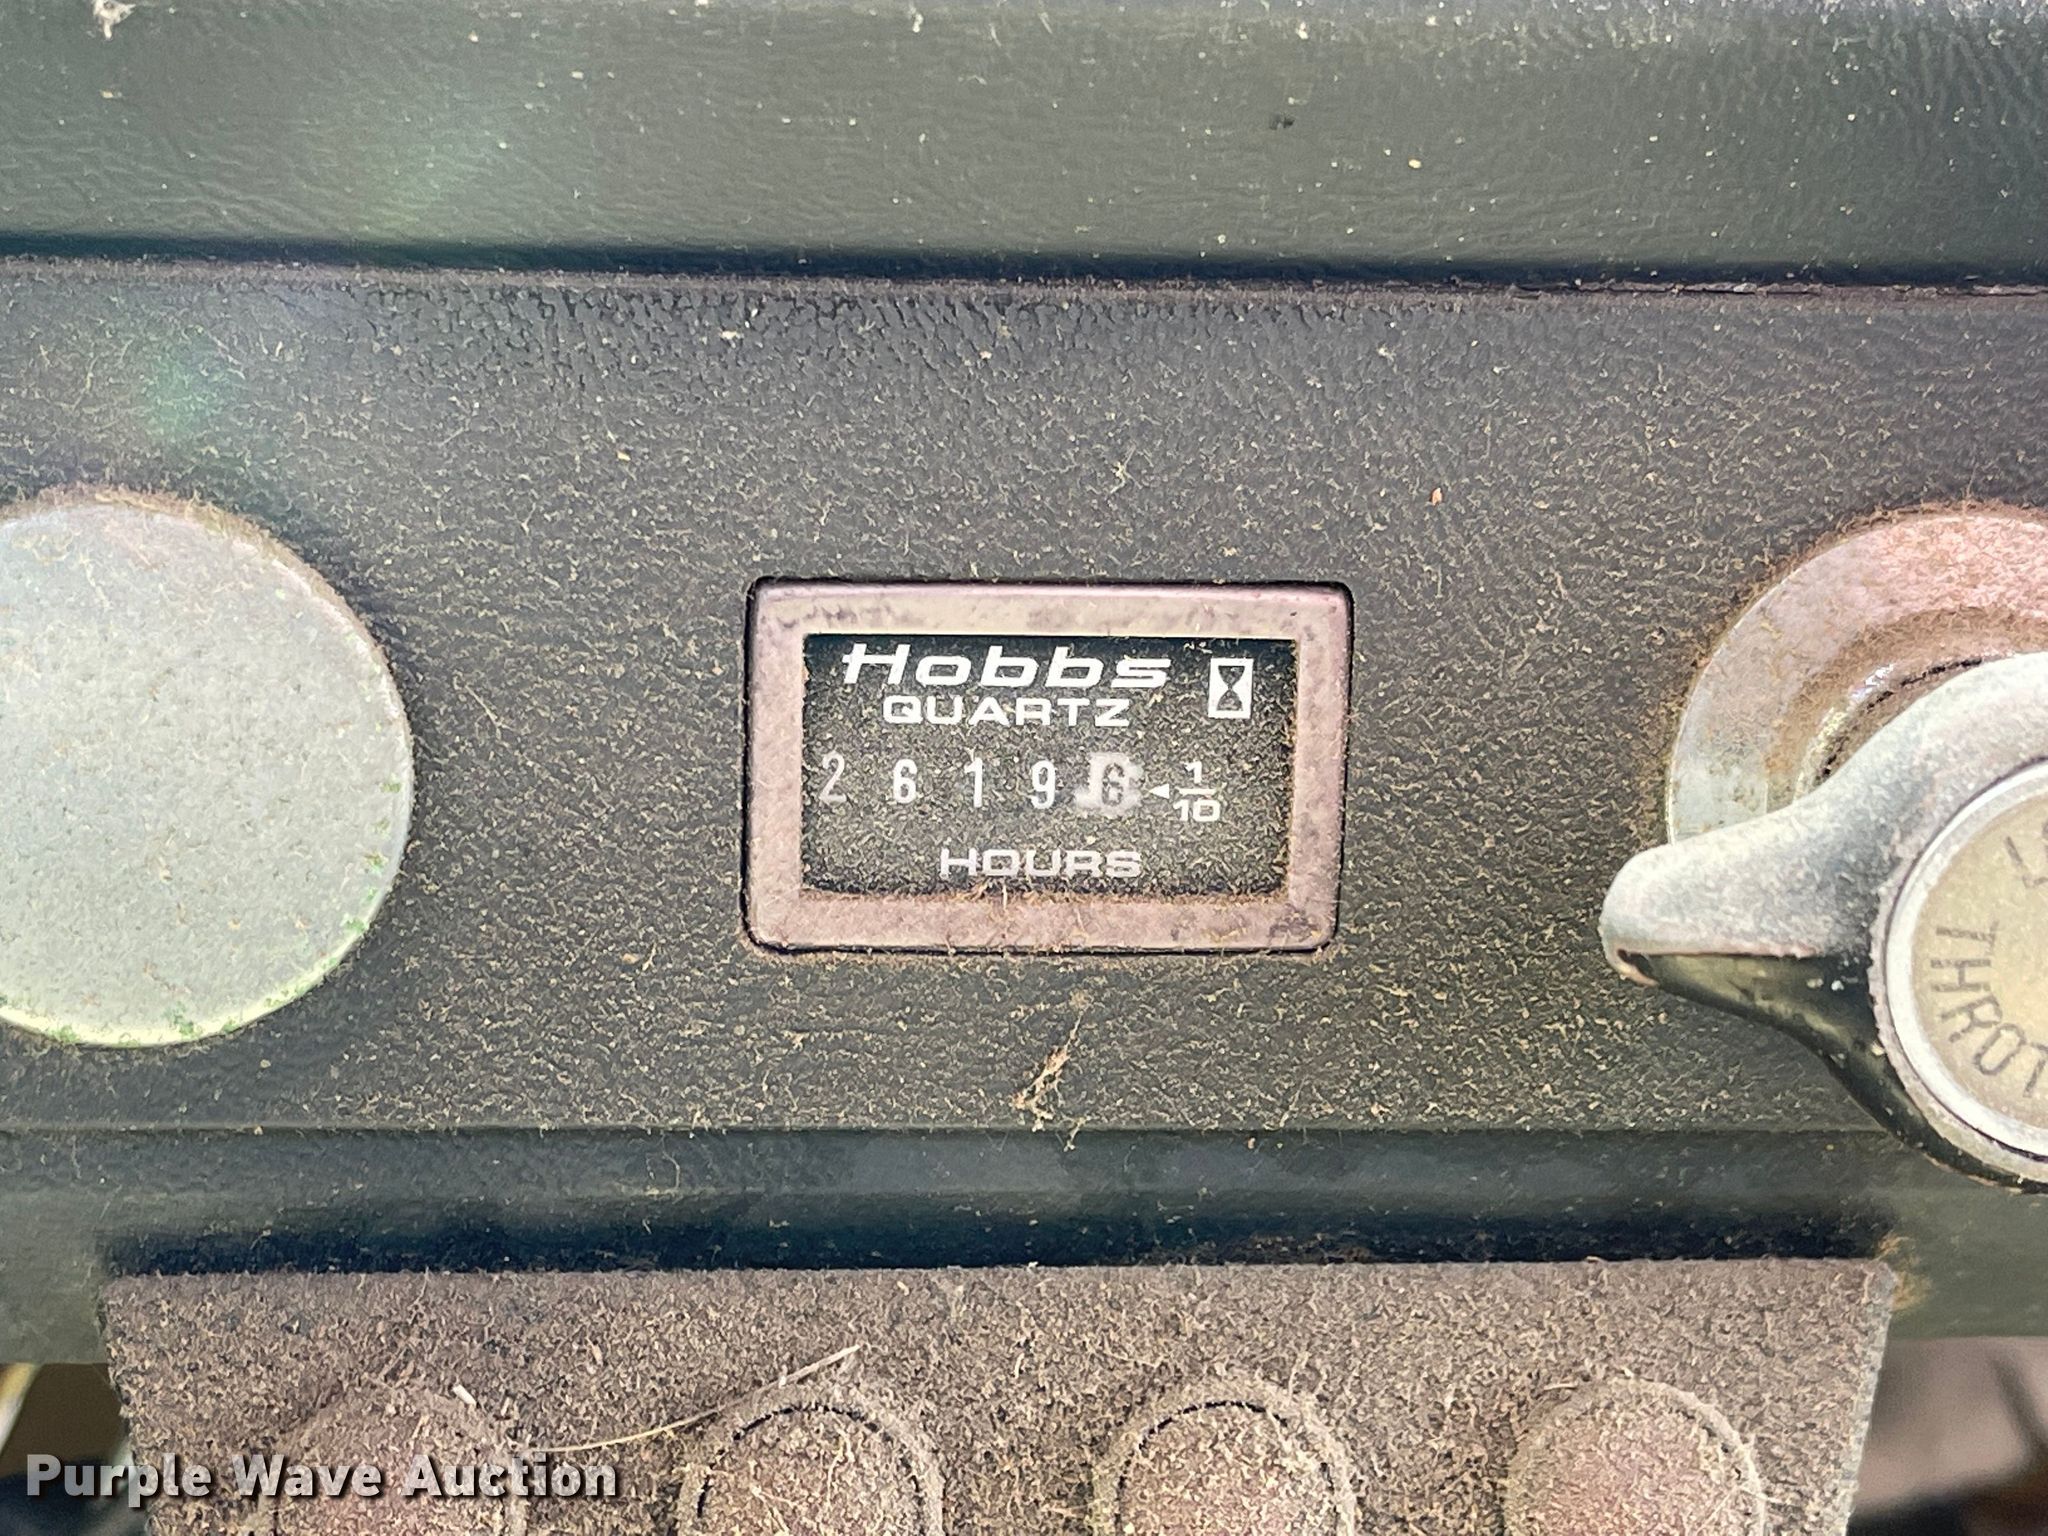 Hobbs
QUARTZ
2 6 1 9 6 ◄ 1/10
HOURS
THROT
Purple Wave Auction